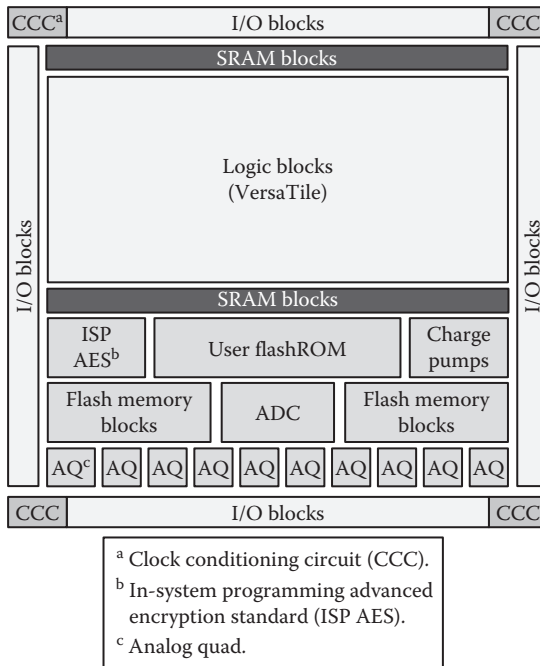 CCCᵃ
I/O blocks
CCC
SRAM blocks
I/O blocks
Logic blocks
(VersaTile)
I/O blocks
SRAM blocks
ISP
AESᵇ
User flashROM
Charge
pumps
Flash memory
blocks
ADC
Flash memory
blocks
AQᶜ
AQ
AQ
AQ
AQ
AQ
AQ
AQ
AQ
AQ
CCC
I/O blocks
CCC
ᵃ Clock conditioning circuit (CCC).
ᵇ In-system programming advanced
encryption standard (ISP AES).
ᶜ Analog quad.